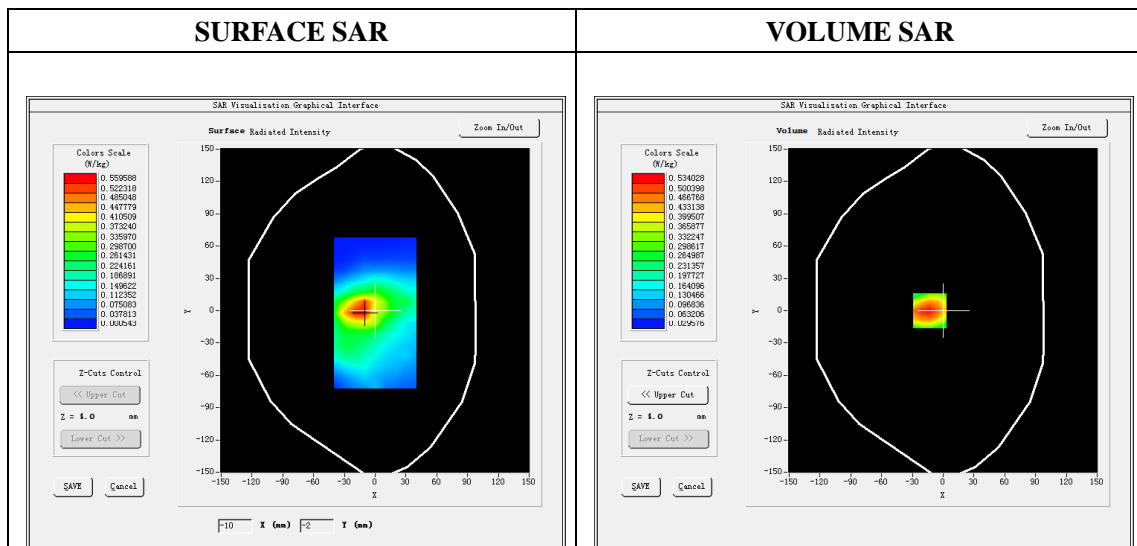 SURFACE SAR
VOLUME SAR
SAR Visualisation Graphical Interface
Surface Radiated Intensity
Zoom In/Out
Colors Scale
(W/kg)
0.559588
0.522318
0.485048
0.447779
0.410509
0.373240
0.335970
0.298700
0.261431
0.224161
0.186891
0.149622
0.112352
0.075083
0.037813
0.000543
150
120
90
60
30
0
-30
-60
-90
-120
-150
Y
-150 -120 -90 -60 -30 0 30 60 90 120 150
X
Z-Cuts Control
<< Upper Cut
Z = 4.0 mm
Lower Cut >>
SAVE
Cancel
-10 X (mm) -2 Y (mm)
SAR Visualisation Graphical Interface
Volume Radiated Intensity
Zoom In/Out
Colors Scale
(W/kg)
0.534028
0.500398
0.466768
0.433138
0.399507
0.365877
0.332247
0.298617
0.264987
0.231357
0.197727
0.164096
0.130466
0.096836
0.063206
0.029576
150
120
90
60
30
0
-30
-60
-90
-120
-150
Y
-150 -120 -90 -60 -30 0 30 60 90 120 150
X
Z-Cuts Control
<< Upper Cut
Z = 4.0 mm
Lower Cut >>
SAVE
Cancel